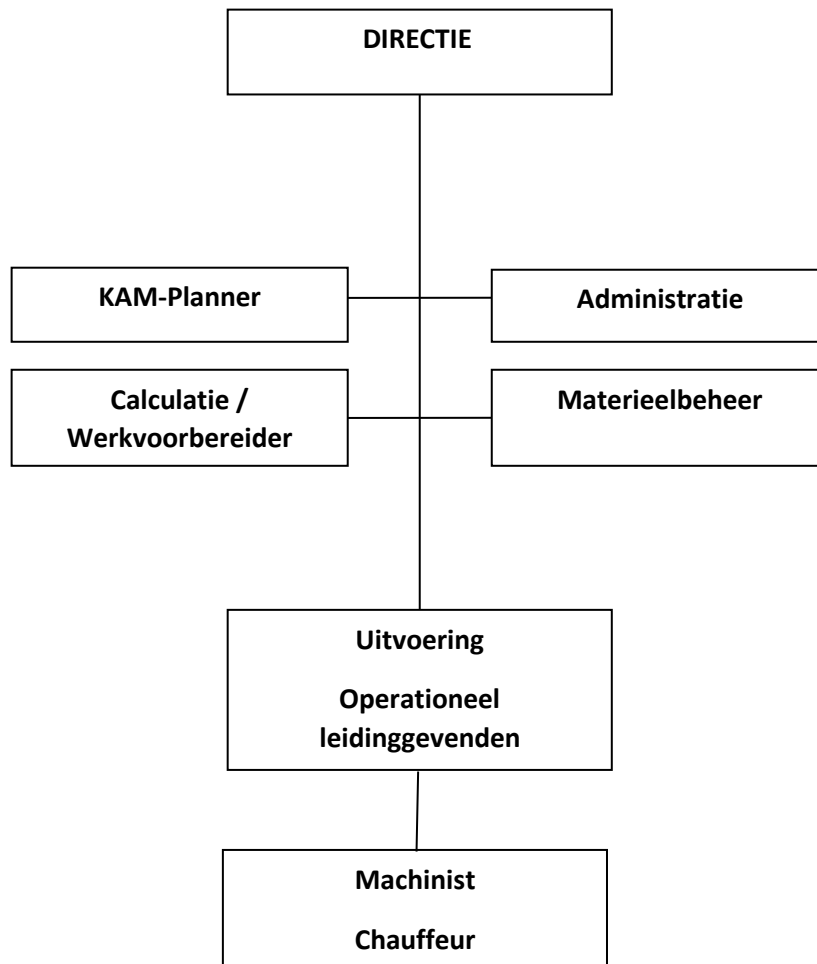 DIRECTIE
KAM-Planner
Administratie
Calculatie /
Werkvoorbereider
Materieelbeheer
Uitvoering
Operationeel
leidinggevenden
Machinist
Chauffeur